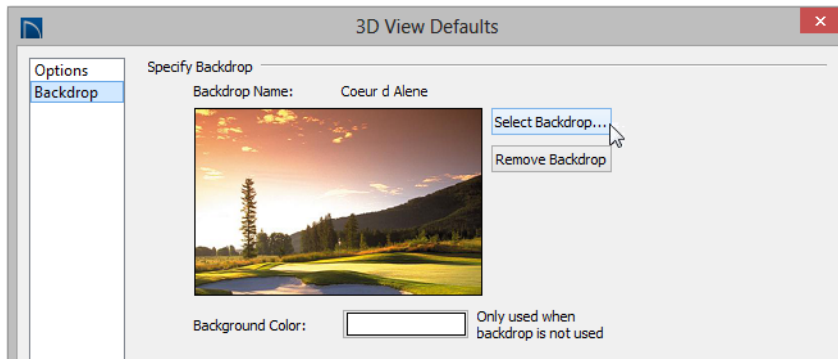 3D View Defaults
Options
Backdrop
Specify Backdrop
Backdrop Name: Coeur d Alene
Select Backdrop...
Remove Backdrop
Background Color:
Only used when
backdrop is not used